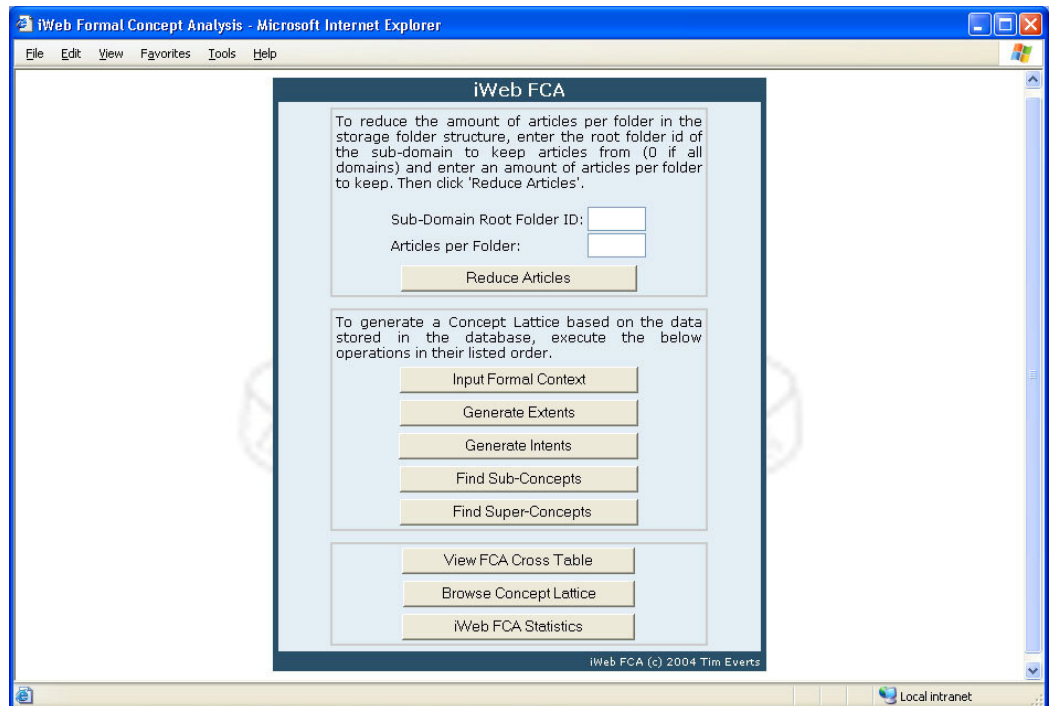 iWeb Formal Concept Analysis - Microsoft Internet Explorer
File Edit View Favorites Tools Help
iWeb FCA
To reduce the amount of articles per folder in the
storage folder structure, enter the root folder id of
the sub-domain to keep articles from (0 if all
domains) and enter an amount of articles per folder
to keep. Then click 'Reduce Articles'.
Sub-Domain Root Folder ID:
Articles per Folder:
Reduce Articles
To generate a Concept Lattice based on the data
stored in the database, execute the below
operations in their listed order.
Input Formal Context
Generate Extents
Generate Intents
Find Sub-Concepts
Find Super-Concepts
View FCA Cross Table
Browse Concept Lattice
iWeb FCA Statistics
iWeb FCA (c) 2004 Tim Everts
Local intranet